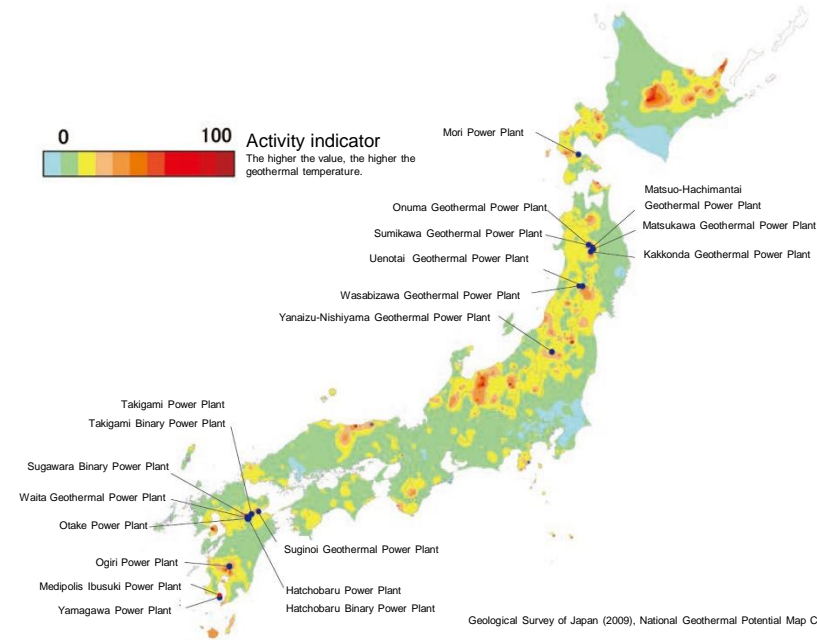 0 100
Activity indicator
The higher the value, the higher the
geothermal temperature.
Mori Power Plant
Matsuo-Hachimantai
Geothermal Power Plant
Onuma Geothermal Power Plant
Matsukawa Geothermal Power Plant
Sumikawa Geothermal Power Plant
Kakkonda Geothermal Power Plant
Uenotai Geothermal Power Plant
Wasabizawa Geothermal Power Plant
Yanaizu-Nishiyama Geothermal Power Plant
Takigami Power Plant
Takigami Binary Power Plant
Sugawara Binary Power Plant
Waita Geothermal Power Plant
Otake Power Plant
Suginoi Geothermal Power Plant
Ogiri Power Plant
Medipolis Ibusuki Power Plant
Hatchobaru Power Plant
Yamagawa Power Plant
Hatchobaru Binary Power Plant
Geological Survey of Japan (2009), National Geothermal Potential Map C